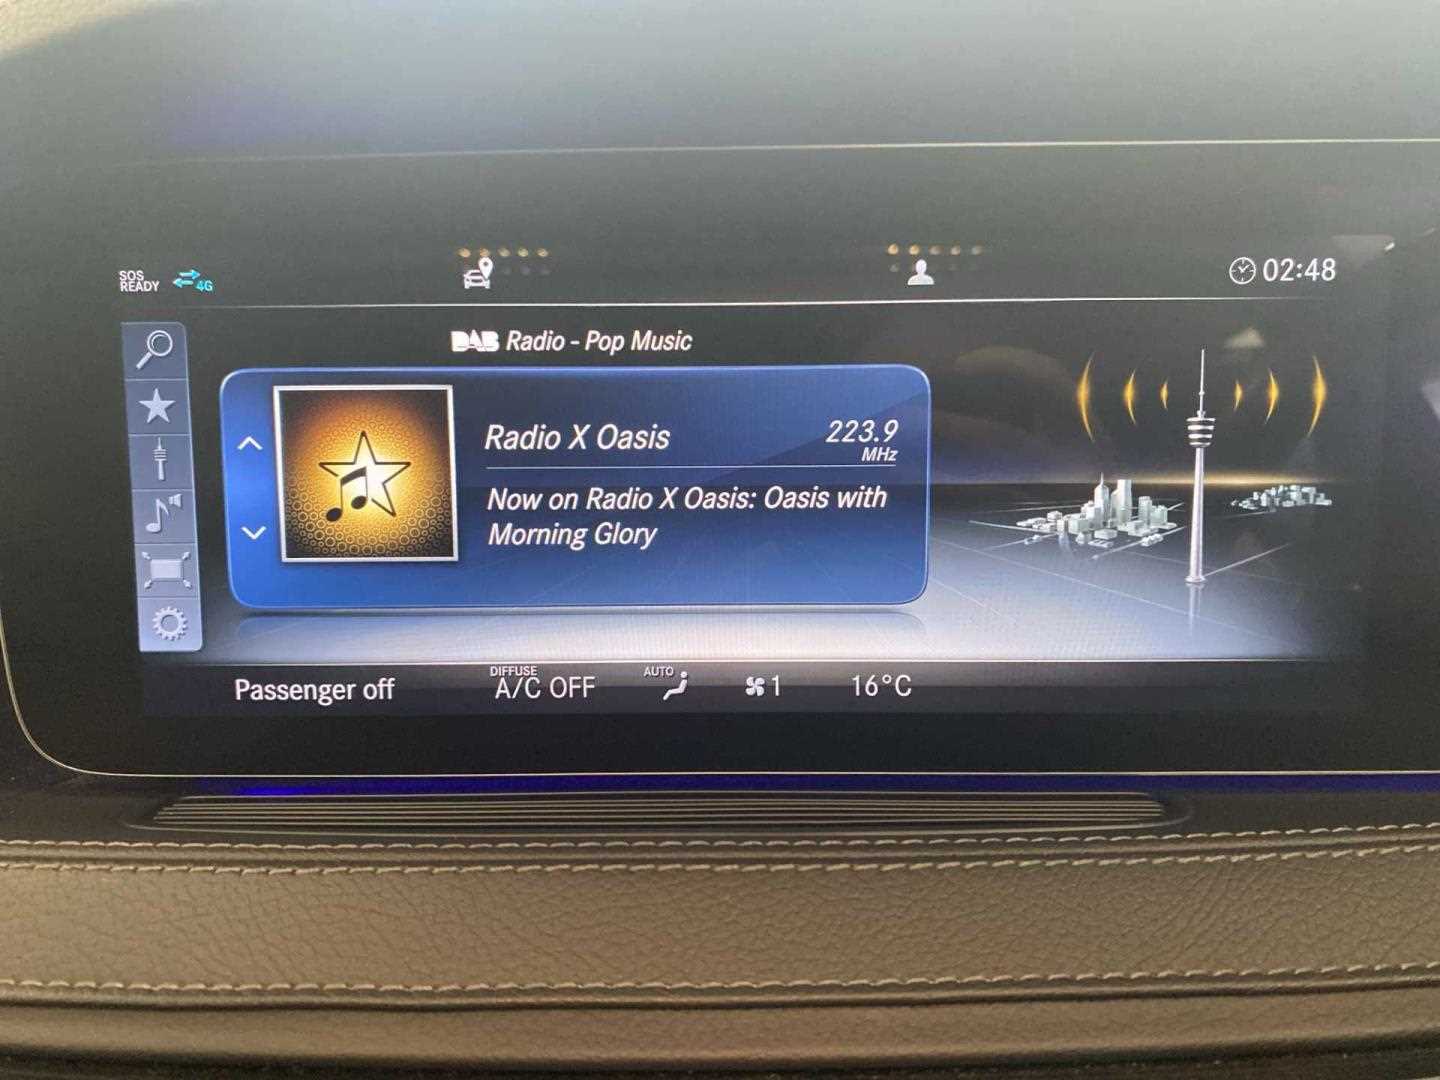 SOS
READY
4G
02:48
DAB Radio - Pop Music
Radio X Oasis
223.9
MHz
Now on Radio X Oasis: Oasis with
Morning Glory
Passenger off
DIFFUSE
A/C OFF
AUTO
1
16°C